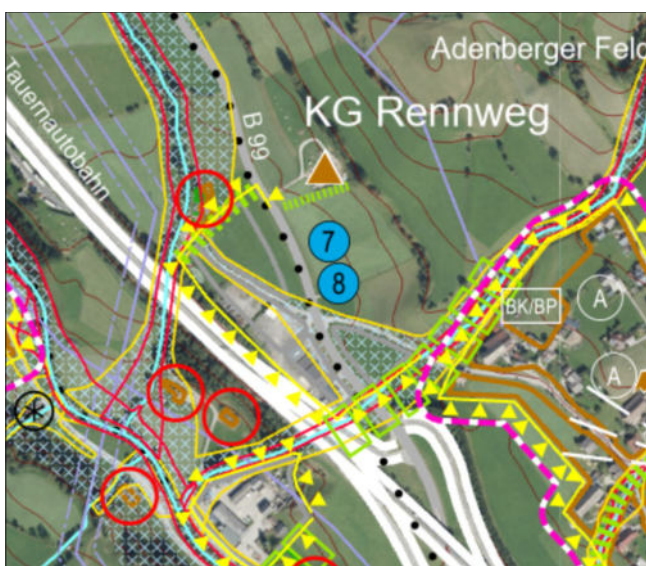 Adenberger Feld
KG Rennweg
Tauernautobahn
B 99
7
8
BK/BP
A
A